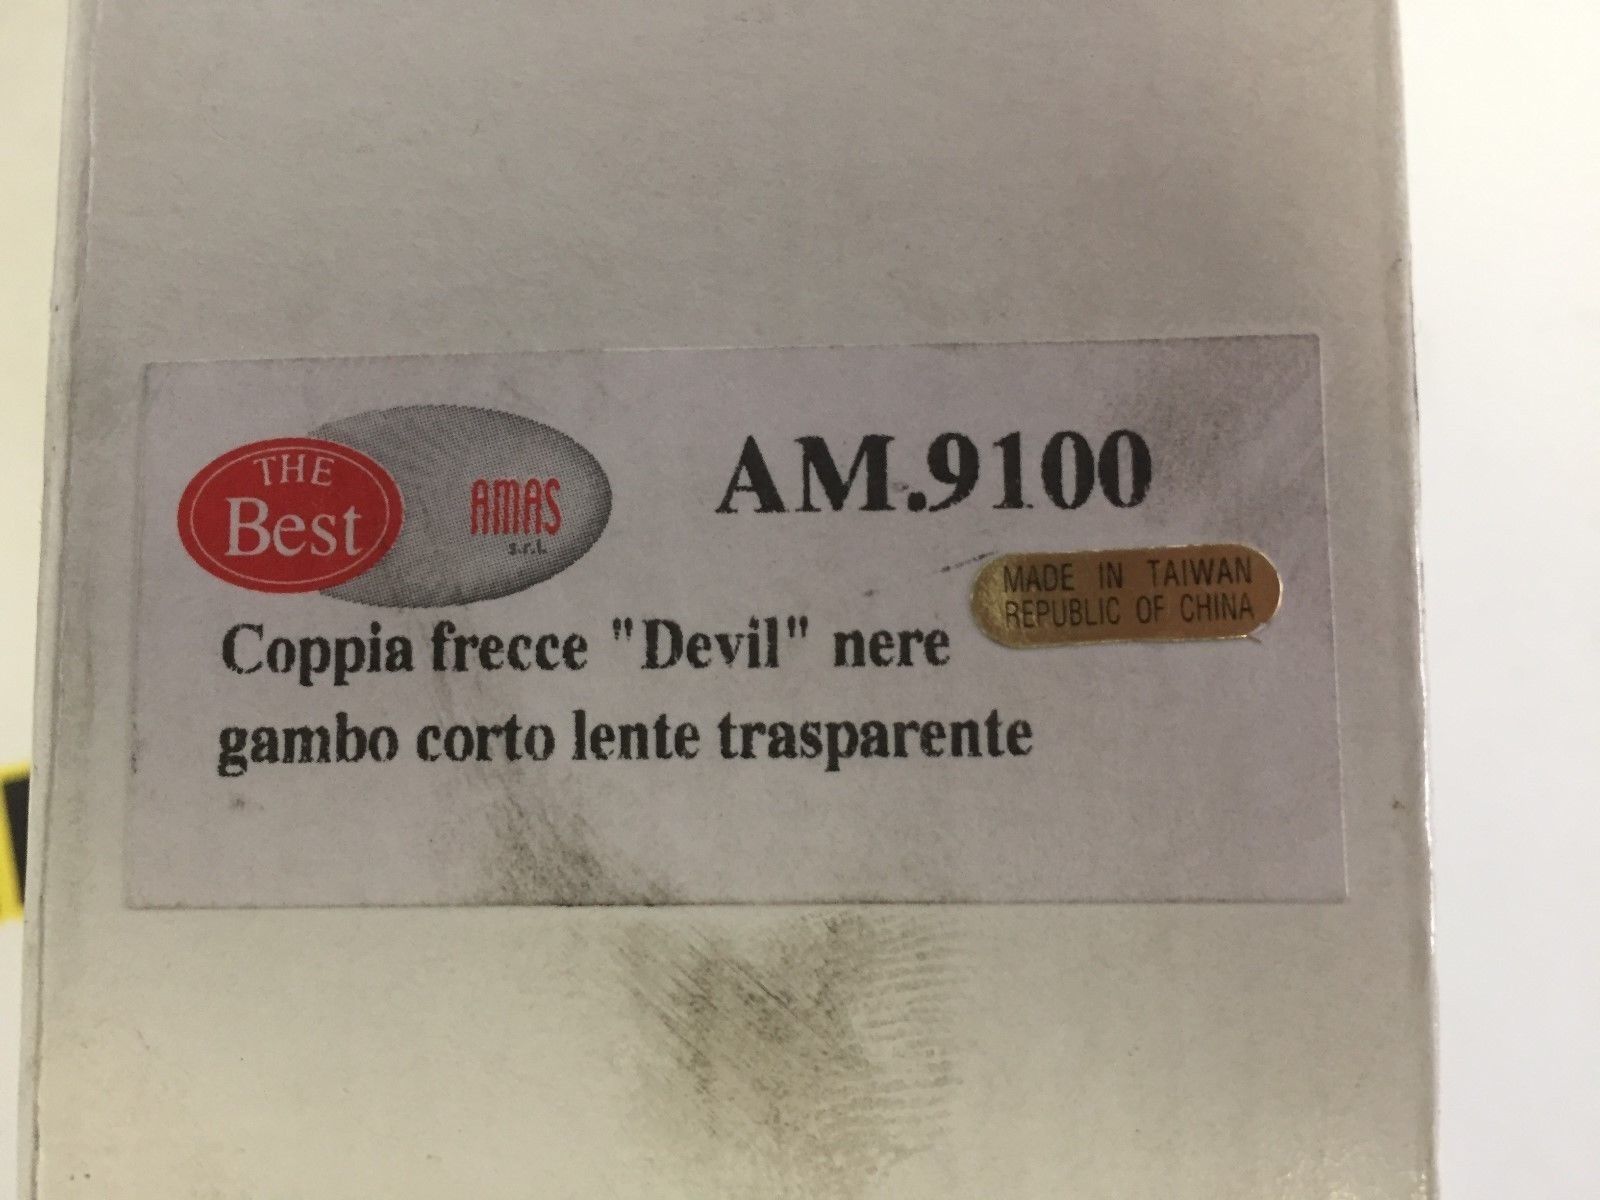 THE
Best
AMAS
s.r.l.
AM.9100
MADE IN TAIWAN
REPUBLIC OF CHINA
Coppia frecce "Devil" nere
gambo corto lente trasparente